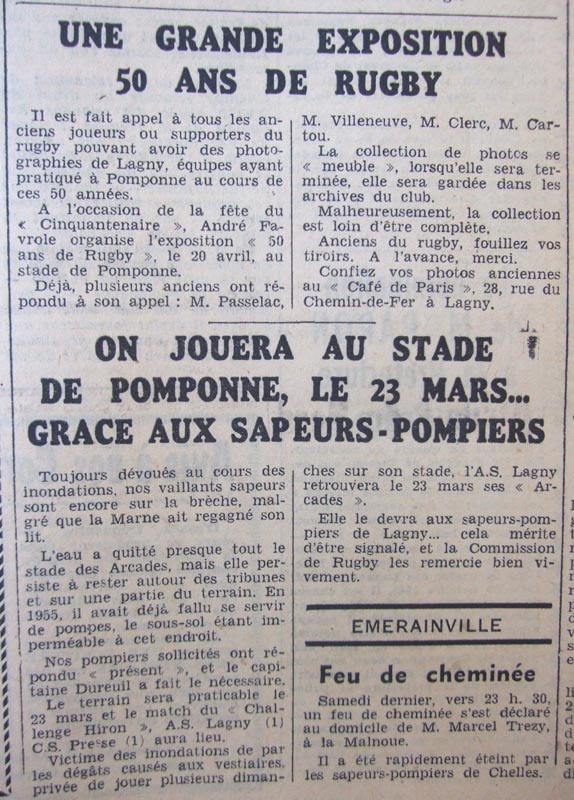 UNE GRANDE EXPOSITION
50 ANS DE RUGBY
Il est fait appel à tous les an-
ciens joueurs ou supporters du
rugby pouvant avoir des photo-
graphies de Lagny, équipes ayant
pratiqué à Pomponne au cours de
ces 50 années.
A l'occasion de la fête du
« Cinquantenaire », André Fa-
vrole organise l'exposition « 50
ans de Rugby », le 20 avril, au
stade de Pomponne.
Déjà, plusieurs anciens ont ré-
pondu à son appel : M. Passelac,
M. Villeneuve, M. Clerc, M. Car-
tou.
La collection de photos se
« meuble », lorsqu'elle sera ter-
minée, elle sera gardée dans les
archives du club.
Malheureusement, la collection
est loin d'être complète.
Anciens du rugby, fouillez vos
tiroirs. A l'avance, merci.
Confiez vos photos anciennes
au « Café de Paris », 28, rue du
Chemin-de-Fer à Lagny.
ON JOUERA AU STADE
DE POMPONNE, LE 23 MARS...
GRACE AUX SAPEURS-POMPIERS
Toujours dévoués au cours des
inondations, nos vaillants sapeurs
sont encore sur la brèche, mal-
gré que la Marne ait regagné son
lit.
L'eau a quitté presque tout le
stade des Arcades, mais elle per-
siste à rester autour des tribunes
et sur une partie du terrain. En
1955, il avait déjà fallu se servir
de pompes, le sous-sol étant im-
perméable à cet endroit.
Nos pompiers sollicités ont ré-
pondu « présent », et le capi-
taine Dureuil a fait le nécessaire.
Le terrain sera praticable le
23 mars et le match du « Chal-
lenge Hiron », A.S. Lagny (1)
C.S. Presse (1) aura lieu.
Victime des inondations de par
les dégâts causés aux vestiaires,
privée de jouer plusieurs diman-
ches sur son stade, l'A.S. Lagny
retrouvera le 23 mars ses « Ar-
cades ».
Elle le devra aux sapeurs-pom-
piers de Lagny... cela mérite
d'être signalé, et la Commission
de Rugby les remercie bien vi-
vement.
EMERAINVILLE
Feu de cheminée
Samedi dernier, vers 23 h. 30,
un feu de cheminée s'est déclaré
au domicile de M. Marcel Trezy,
à la Malnoue.
Il a été rapidement éteint par
les sapeurs-pompiers de Chelles.